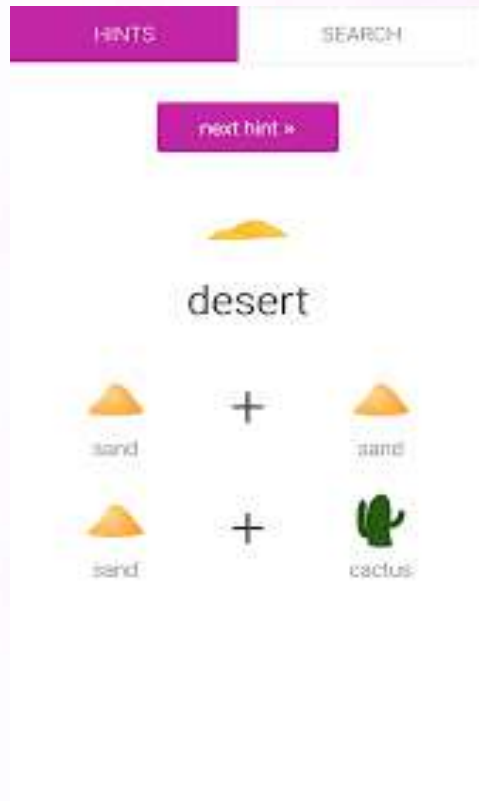 HINTS SEARCH
next hint »
desert
+
sand sand
+
sand cactus